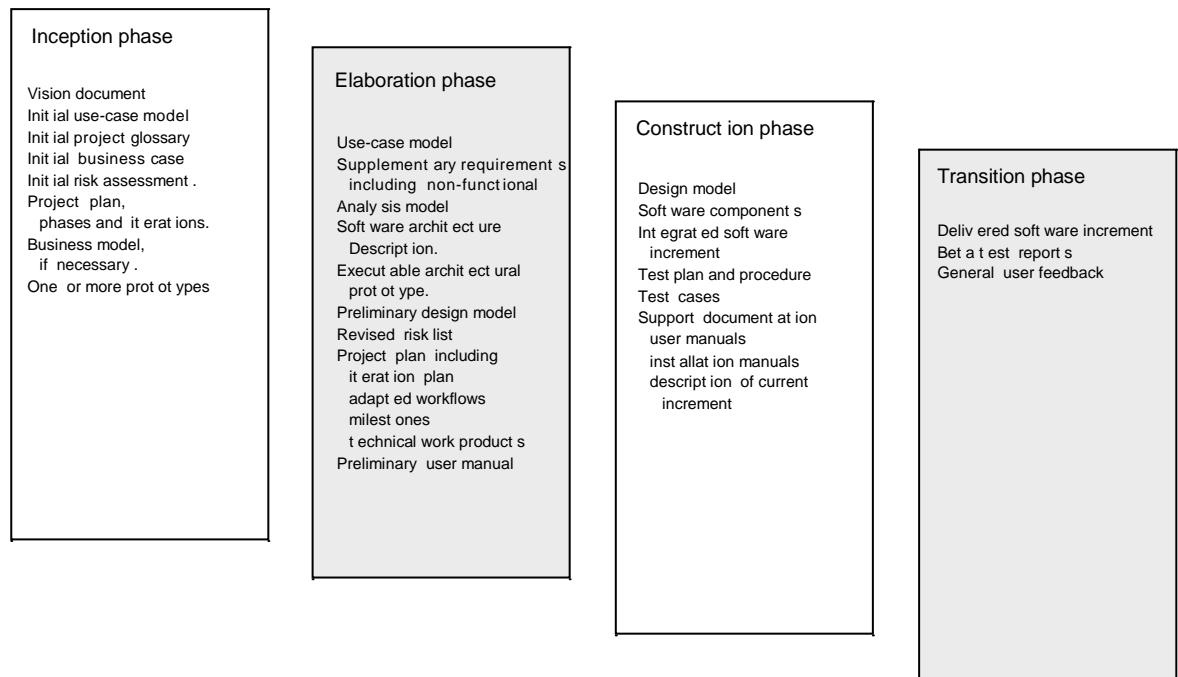 Inception phase
Vision document
Init ial use-case model
Init ial project glossary
Init ial business case
Init ial risk assessment .
Project plan,
phases and it erat ions.
Business model,
if necessary .
One or more prot ot ypes
Elaboration phase
Use-case model
Supplement ary requirement s
including non-funct ional
Analy sis model
Soft ware archit ect ure
Descript ion.
Execut able archit ect ural
prot ot ype.
Preliminary design model
Revised risk list
Project plan including
it erat ion plan
adapt ed workflows
milest ones
t echnical work product s
Preliminary user manual
Construct ion phase
Design model
Soft ware component s
Int egrat ed soft ware
increment
Test plan and procedure
Test cases
Support document at ion
user manuals
inst allat ion manuals
descript ion of current
increment
Transition phase
Deliv ered soft ware increment
Bet a t est report s
General user feedback